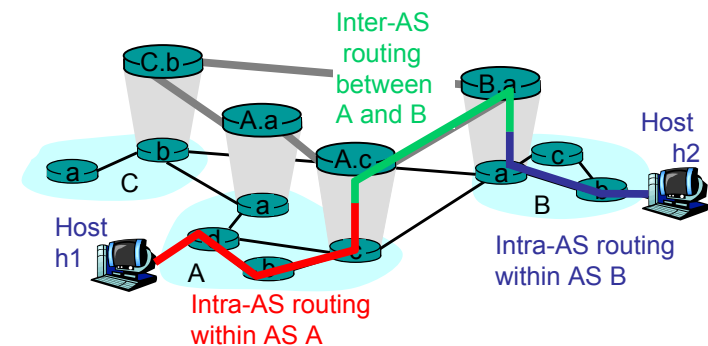 Inter-AS
routing
between
A and B
C.b
B.a
A.a
A.c
Host
h2
a
b
C
a
c
b
B
a
Host
h1
d
b
c
A
Intra-AS routing
within AS B
Intra-AS routing
within AS A